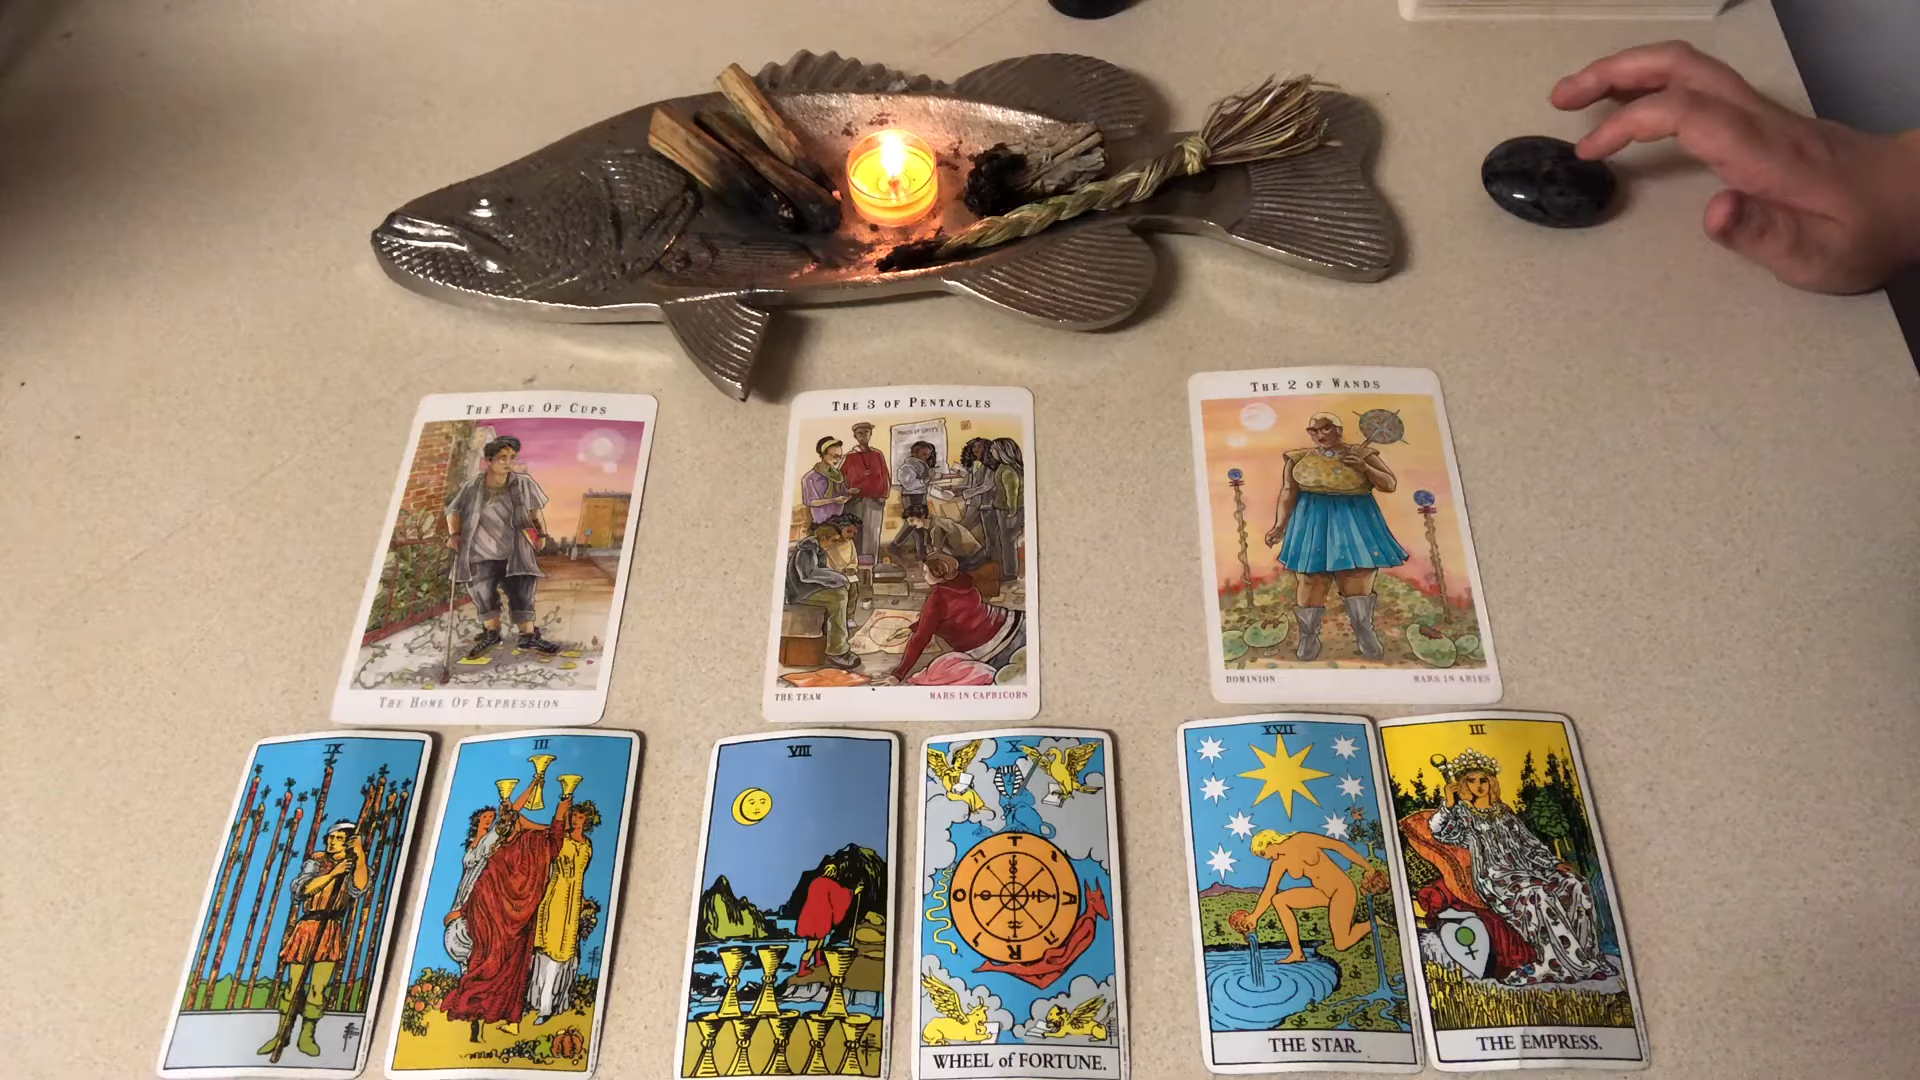 THE PAGE OF CUPS
THE HOME OF EXPRESSION
THE 3 OF PENTACLES
THE TEAM
MARS IN CAPRICORN
THE 2 OF WANDS
DOMINION
MARS IN ARIES
IX
III
VIII
X
T
A
R
O
WHEEL of FORTUNE.
XVII
THE STAR.
III
THE EMPRESS.